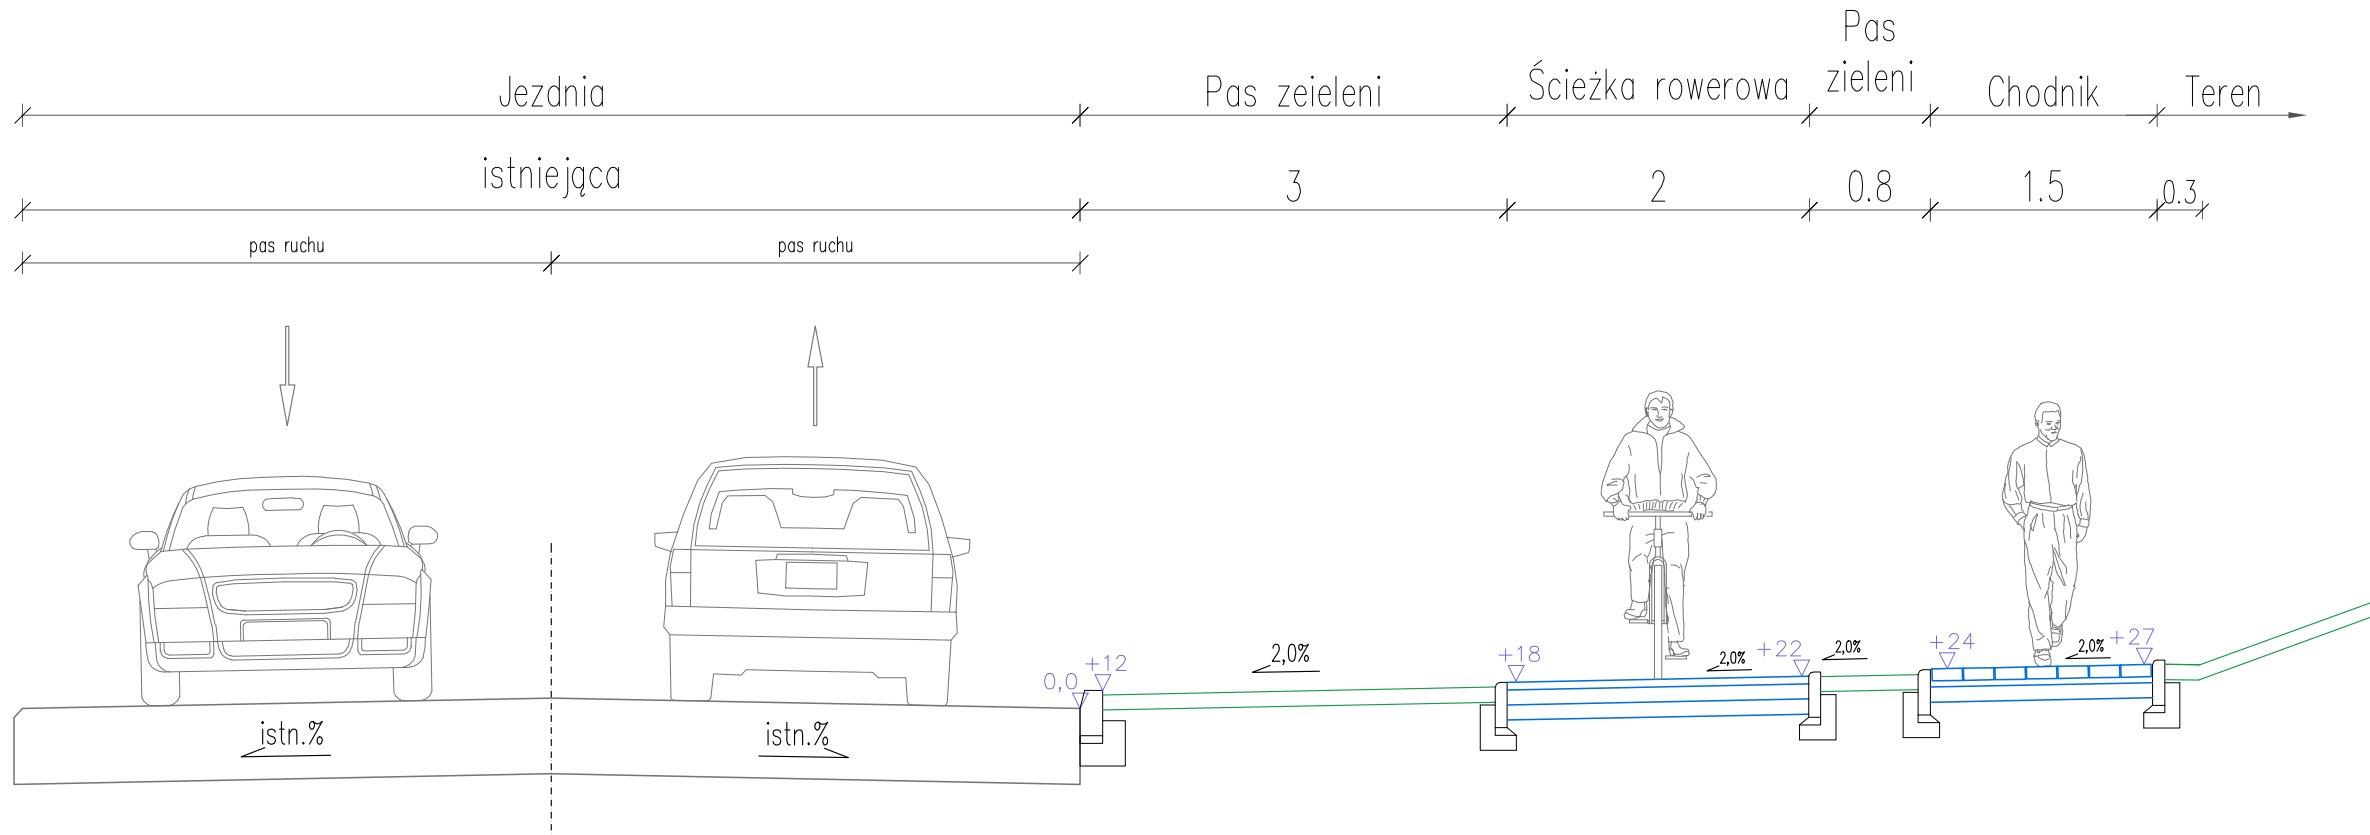 Jezdnia
Pas zeieleni
Ścieżka rowerowa
Pas
zieleni
Chodnik
Teren
istniejąca
3
2
0.8
1.5
0.3
pas ruchu
pas ruchu
0,0
+12
2,0%
+18
2,0%
+22
2,0%
+24
2,0%
+27
istn.%
istn.%